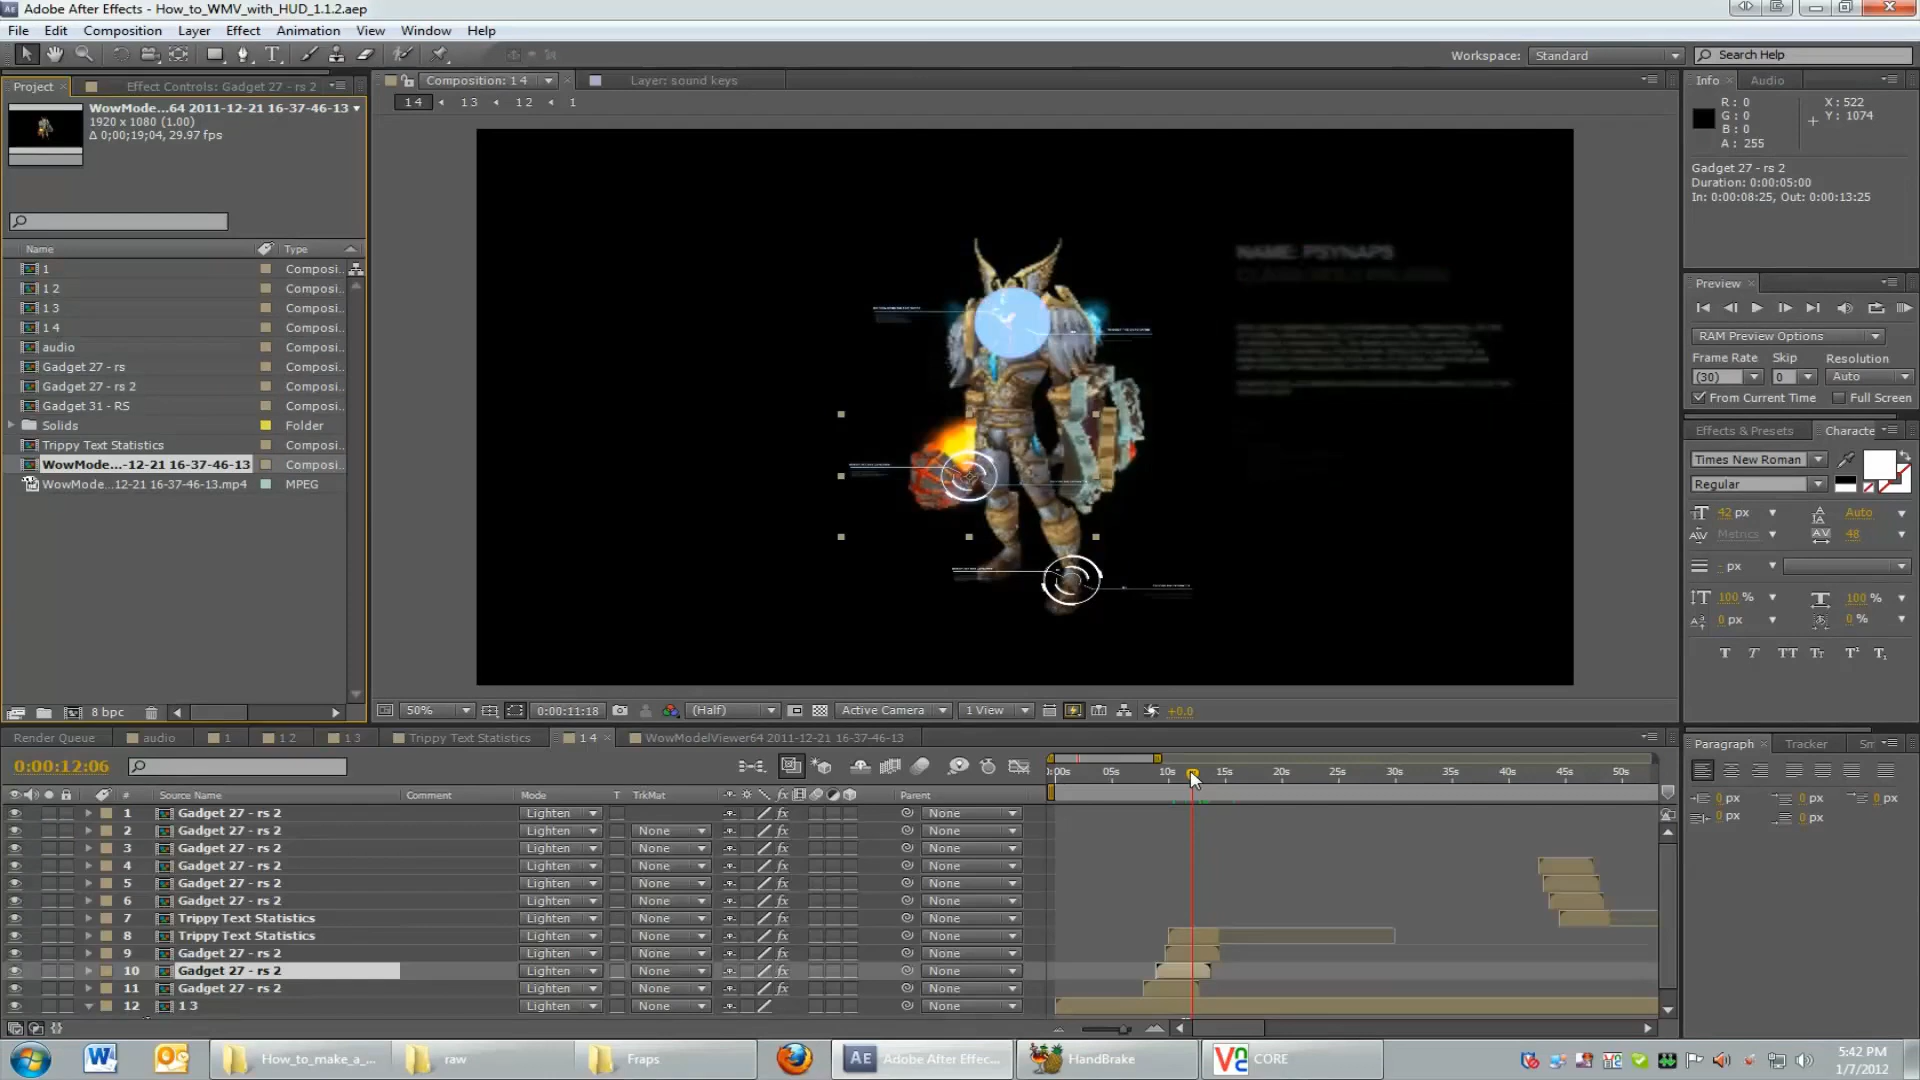 Adobe After Effects - How_to_WMV_with_HUD_1.1.2.aep
File Edit Composition Layer Effect Animation View Window Help
Workspace: Standard Search Help
Project Effect Controls: Gadget 27 - rs 2
Composition: 1 4 Layer: sound keys
1 4 1 3 1 2 1
WowMode...64 2011-12-21 16-37-46-13
1920 x 1080 (1.00)
Δ 0;00;19;04, 29.97 fps
Name Type
1 Composi...
1 2 Composi...
1 3 Composi...
1 4 Composi...
audio Composi...
Gadget 27 - rs Composi...
Gadget 27 - rs 2 Composi...
Gadget 31 - RS Composi...
Solids Folder
Trippy Text Statistics Composi...
WowMode...-12-21 16-37-46-13 Composi...
WowMode...12-21 16-37-46-13.mp4 MPEG
8 bpc
NAME: PSYNAPS
50% 0:00:11:18 (Half) Active Camera 1 View +0.0
Info Audio
R: 0 X: 522
G: 0 Y: 1074
B: 0
A: 255
Gadget 27 - rs 2
Duration: 0:00:05:00
In: 0:00:08:25, Out: 0:00:13:25
Preview
RAM Preview Options
Frame Rate Skip Resolution
(30) 0 Auto
From Current Time Full Screen
Effects & Presets Characte
Times New Roman
Regular
42 px Auto
Metrics 48
- px
100 % 100 %
0 px 0 %
T T TT Tr T¹ T₁
Render Queue audio 1 1 2 1 3 Trippy Text Statistics 1 4 WowModelViewer64 2011-12-21 16-37-46-13
0:00:12:06
# Source Name Comment Mode T TrkMat Parent
0:00s 05s 10s 15s 20s 25s 30s 35s 40s 45s 50s
1 Gadget 27 - rs 2 Lighten None
2 Gadget 27 - rs 2 Lighten None None
3 Gadget 27 - rs 2 Lighten None None
4 Gadget 27 - rs 2 Lighten None None
5 Gadget 27 - rs 2 Lighten None None
6 Gadget 27 - rs 2 Lighten None None
7 Trippy Text Statistics Lighten None None
8 Trippy Text Statistics Lighten None None
9 Gadget 27 - rs 2 Lighten None None
10 Gadget 27 - rs 2 Lighten None None
11 Gadget 27 - rs 2 Lighten None None
12 1 3 Lighten None None
Paragraph Tracker Sm
0 px 0 px 0 px
0 px 0 px
How_to_make_a_... raw Fraps Adobe After Effec... HandBrake CORE
5:42 PM
1/7/2012